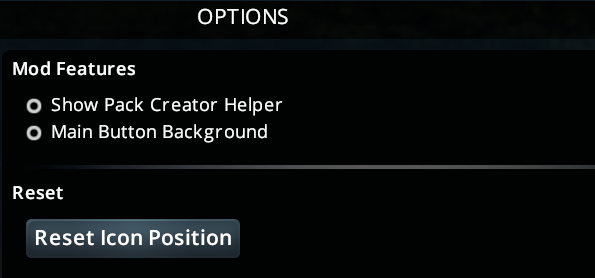 OPTIONS
Mod Features
Show Pack Creator Helper
Main Button Background
Reset
Reset Icon Position